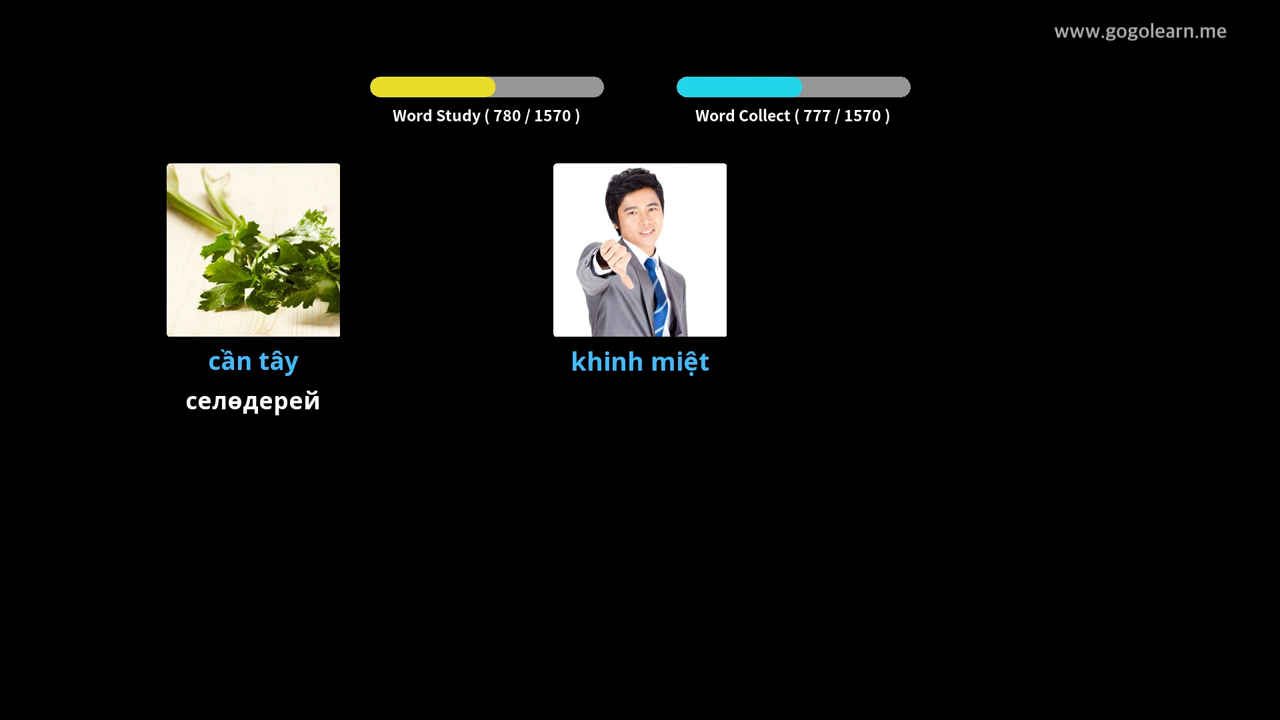 www.gogolearn.me
Word Study ( 780 / 1570 )
Word Collect ( 777 / 1570 )
cần tây
селөдерей
khinh miệt